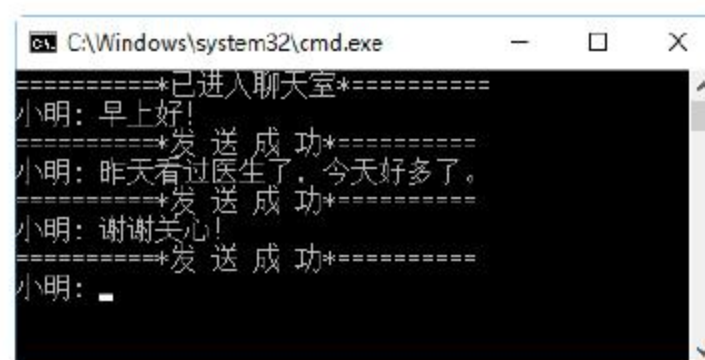 C:\Windows\system32\cmd.exe
==========*已进入聊天室*==========
小明：早上好！
==========*发 送 成 功*==========
小明：昨天看过医生了，今天好多了。
==========*发 送 成 功*==========
小明：谢谢关心！
==========*发 送 成 功*==========
小明：